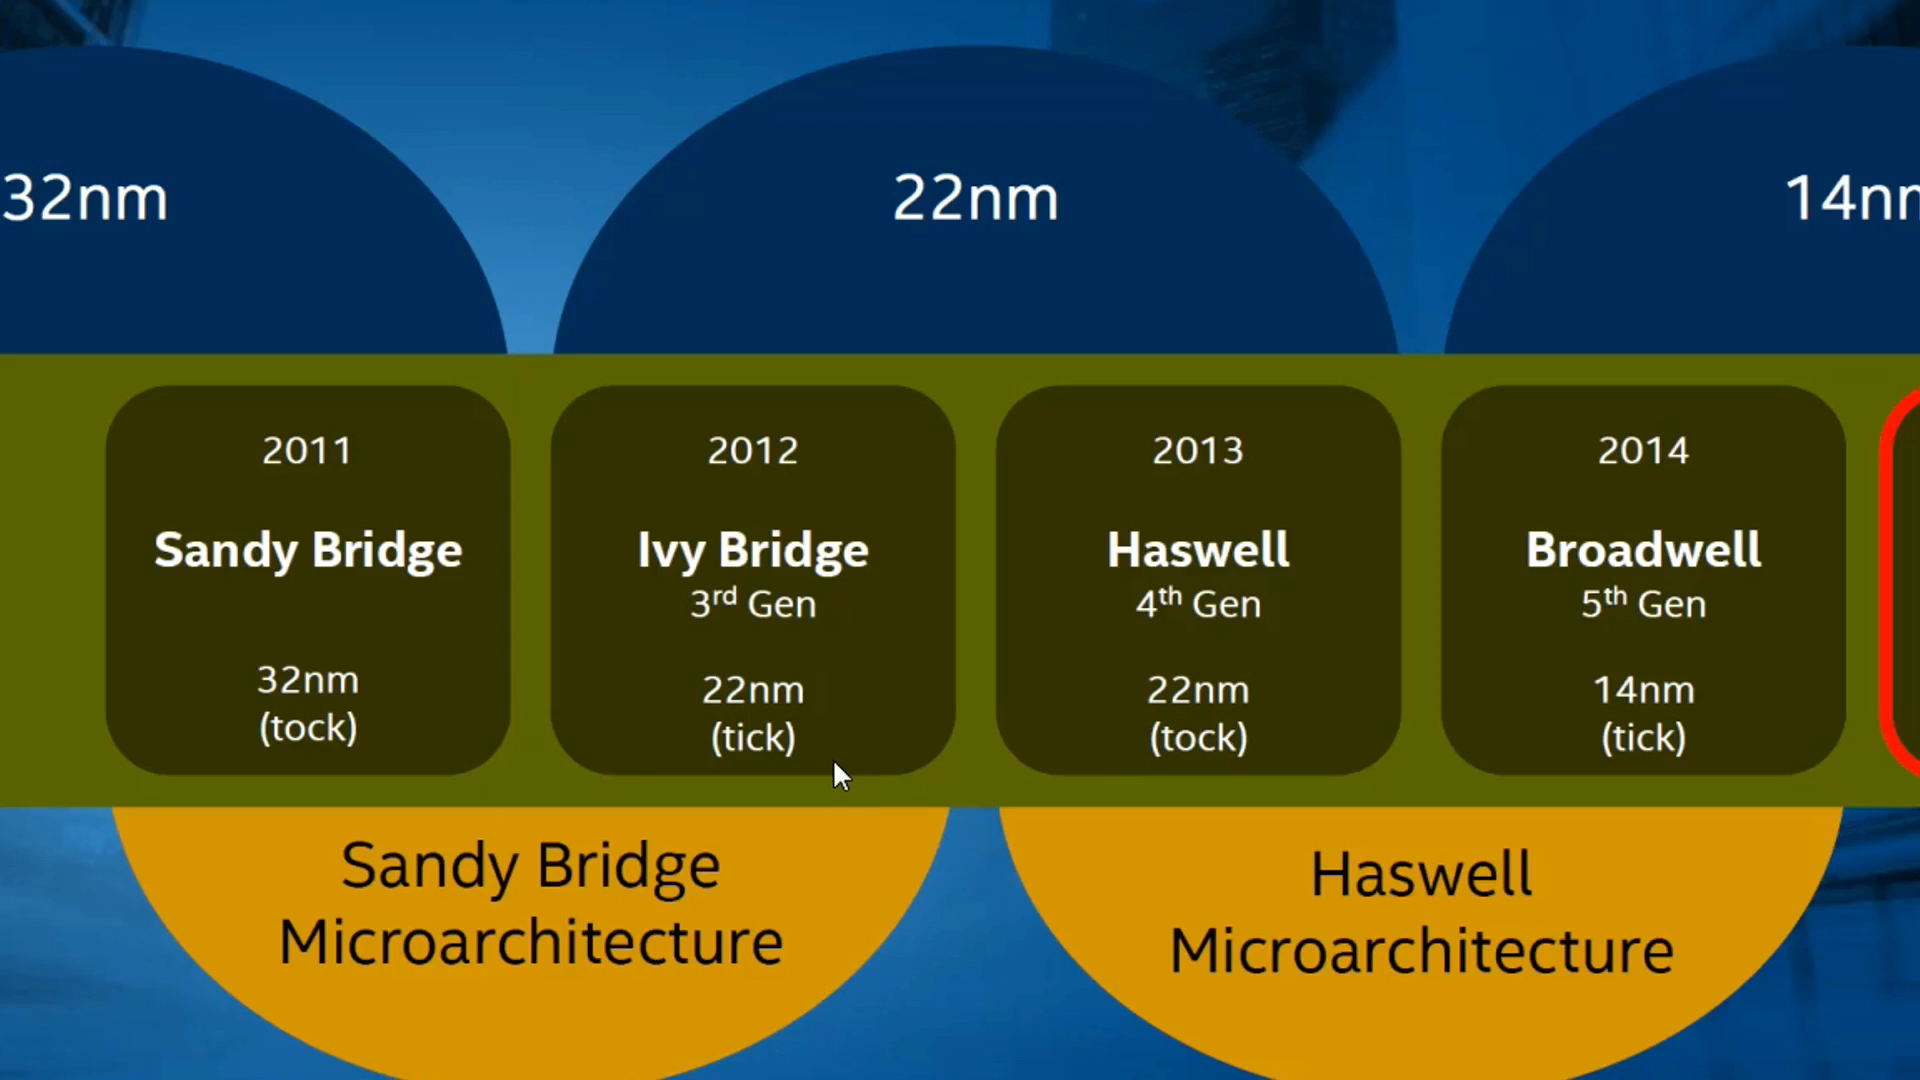 32nm
22nm
14nm
2011
Sandy Bridge
32nm
(tock)
2012
Ivy Bridge
3rd Gen
22nm
(tick)
2013
Haswell
4th Gen
22nm
(tock)
2014
Broadwell
5th Gen
14nm
(tick)
Sandy Bridge
Microarchitecture
Haswell
Microarchitecture